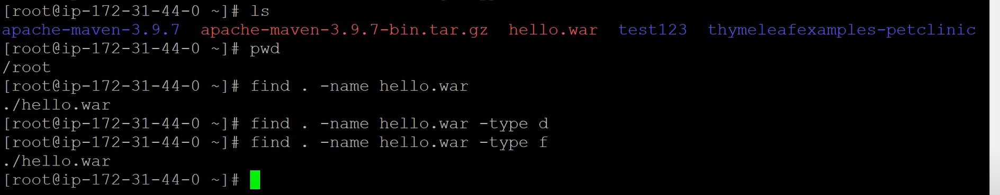 [root@ip-172-31-44-0 ~]# ls
apache-maven-3.9.7  apache-maven-3.9.7-bin.tar.gz  hello.war  test123  thymeleafexamples-petclinic
[root@ip-172-31-44-0 ~]# pwd
/root
[root@ip-172-31-44-0 ~]# find . -name hello.war
./hello.war
[root@ip-172-31-44-0 ~]# find . -name hello.war -type d
[root@ip-172-31-44-0 ~]# find . -name hello.war -type f
./hello.war
[root@ip-172-31-44-0 ~]#